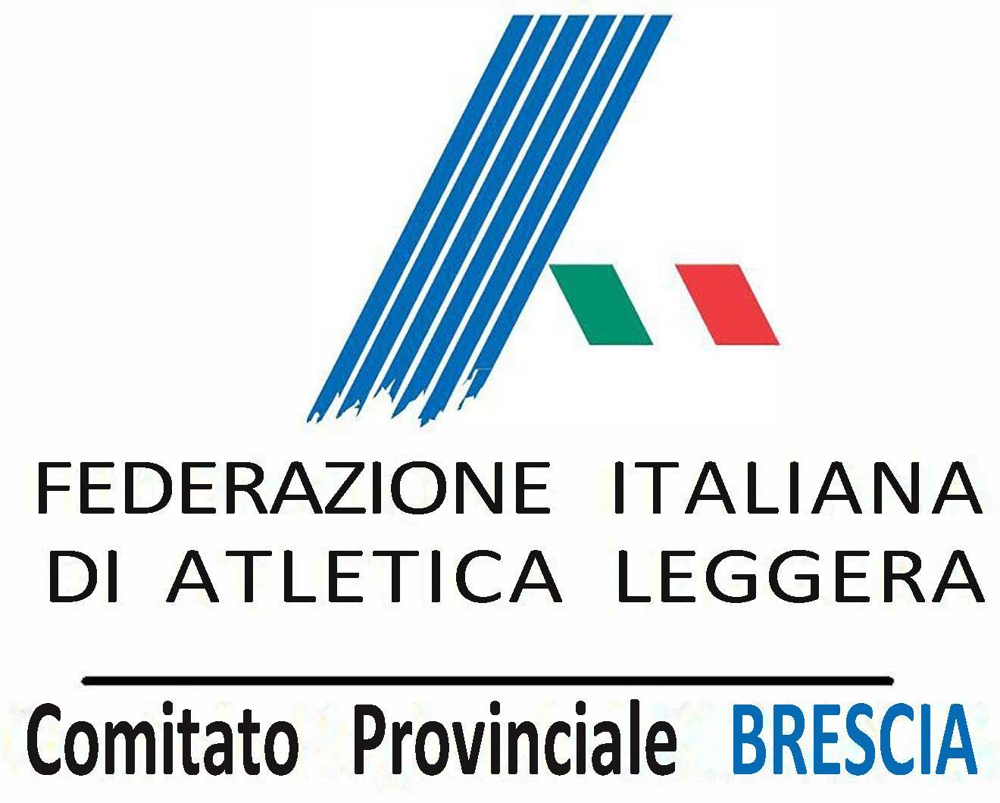 FEDERAZIONE ITALIANA
DI ATLETICA LEGGERA
Comitato Provinciale BRESCIA